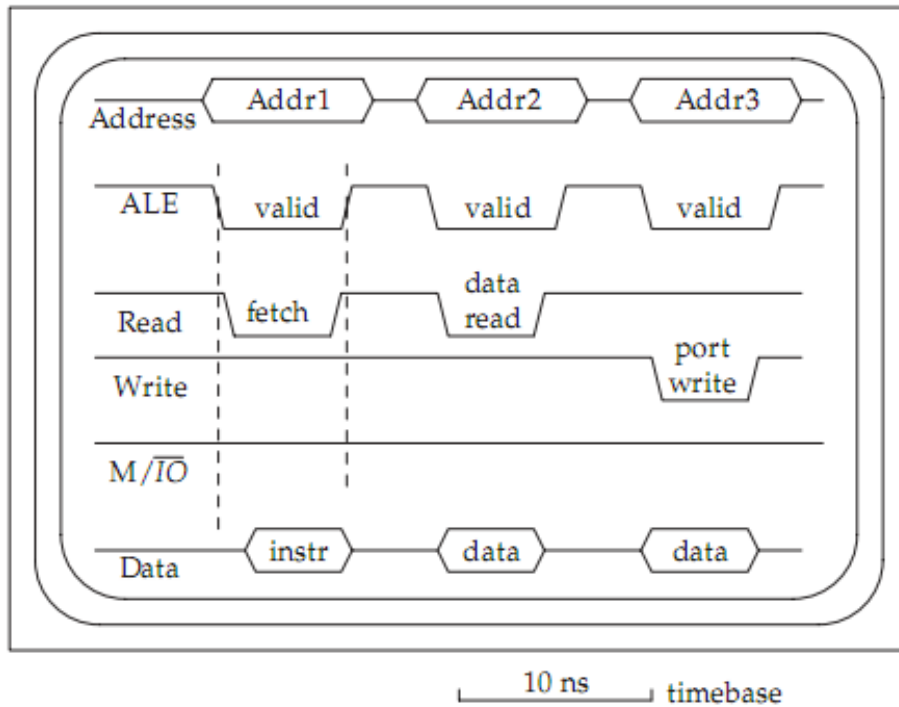 Addr1 Addr2 Addr3
Address
ALE valid valid valid
data
Read fetch read
port
Write write
M/I̅O̅
instr data data
Data
10 ns timebase